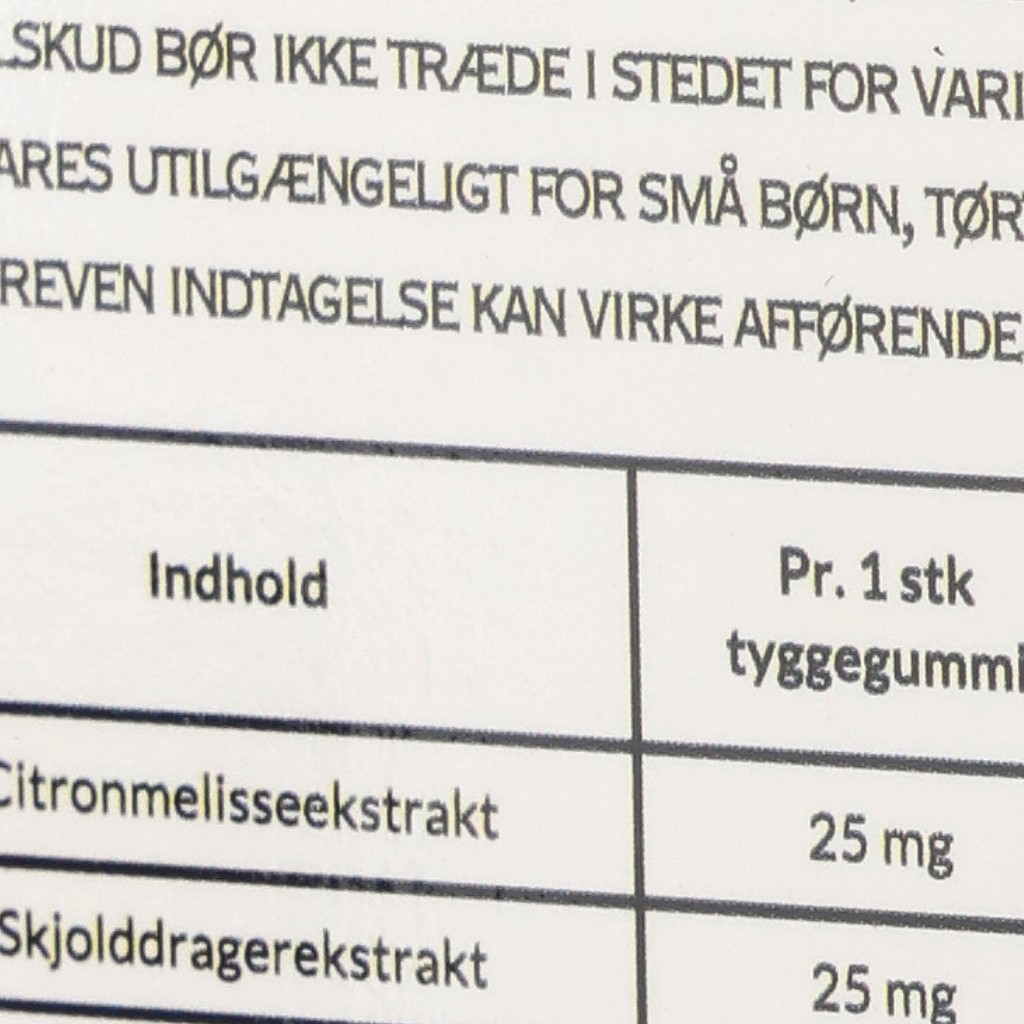 LSKUD BØR IKKE TRÆDE I STEDET FOR VARI
ARES UTILGÆNGELIGT FOR SMÅ BØRN, TØR
REVEN INDTAGELSE KAN VIRKE AFFØRENDE
Indhold
Pr. 1 stk
tyggegummi
Citronmelisseekstrakt
25 mg
Skjolddragerekstrakt
25 mg